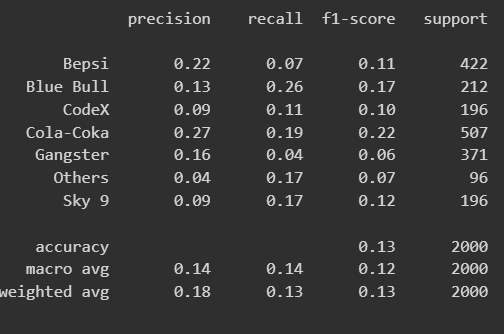 precision recall f1-score support
Bepsi 0.22 0.07 0.11 422
Blue Bull 0.13 0.26 0.17 212
CodeX 0.09 0.11 0.10 196
Cola-Coka 0.27 0.19 0.22 507
Gangster 0.16 0.04 0.06 371
Others 0.04 0.17 0.07 96
Sky 9 0.09 0.17 0.12 196
accuracy 0.13 2000
macro avg 0.14 0.14 0.12 2000
weighted avg 0.18 0.13 0.13 2000